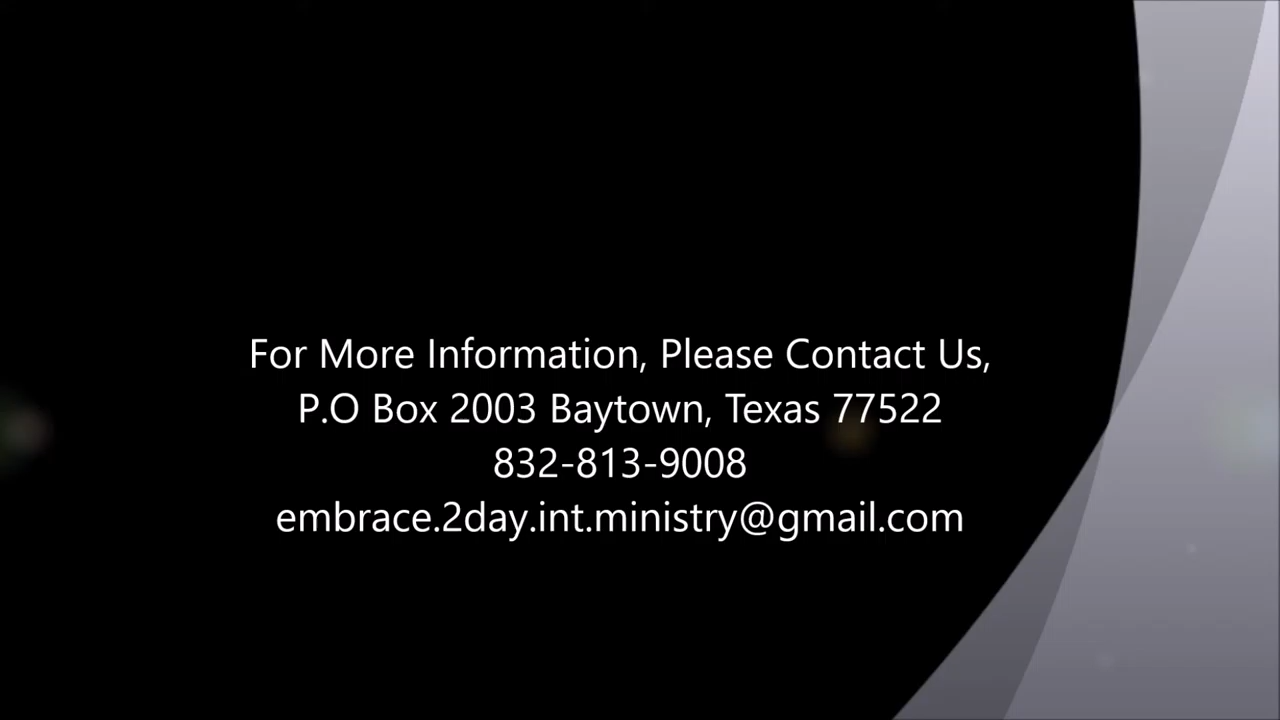 For More Information, Please Contact Us,
P.O Box 2003 Baytown, Texas 77522
832-813-9008
embrace.2day.int.ministry@gmail.com